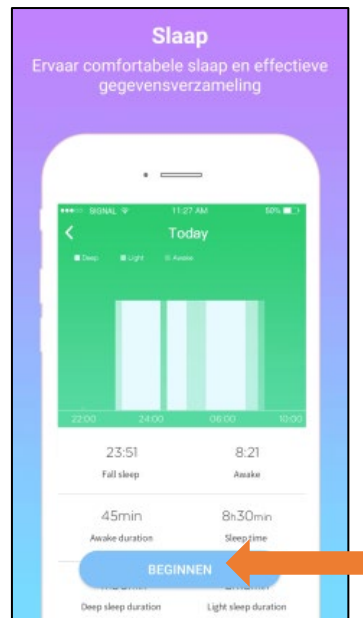 Slaap
Ervaar comfortabele slaap en effectieve
gegevensverzameling
SIGNAL 11:27 AM 50%
Today
Deep Light Awake
22:00 24:00 06:00 10:00
23:51 8:21
Fall sleep Awake
45min 8h30min
Awake duration Sleep time
BEGINNEN
Deep sleep duration Light sleep duration